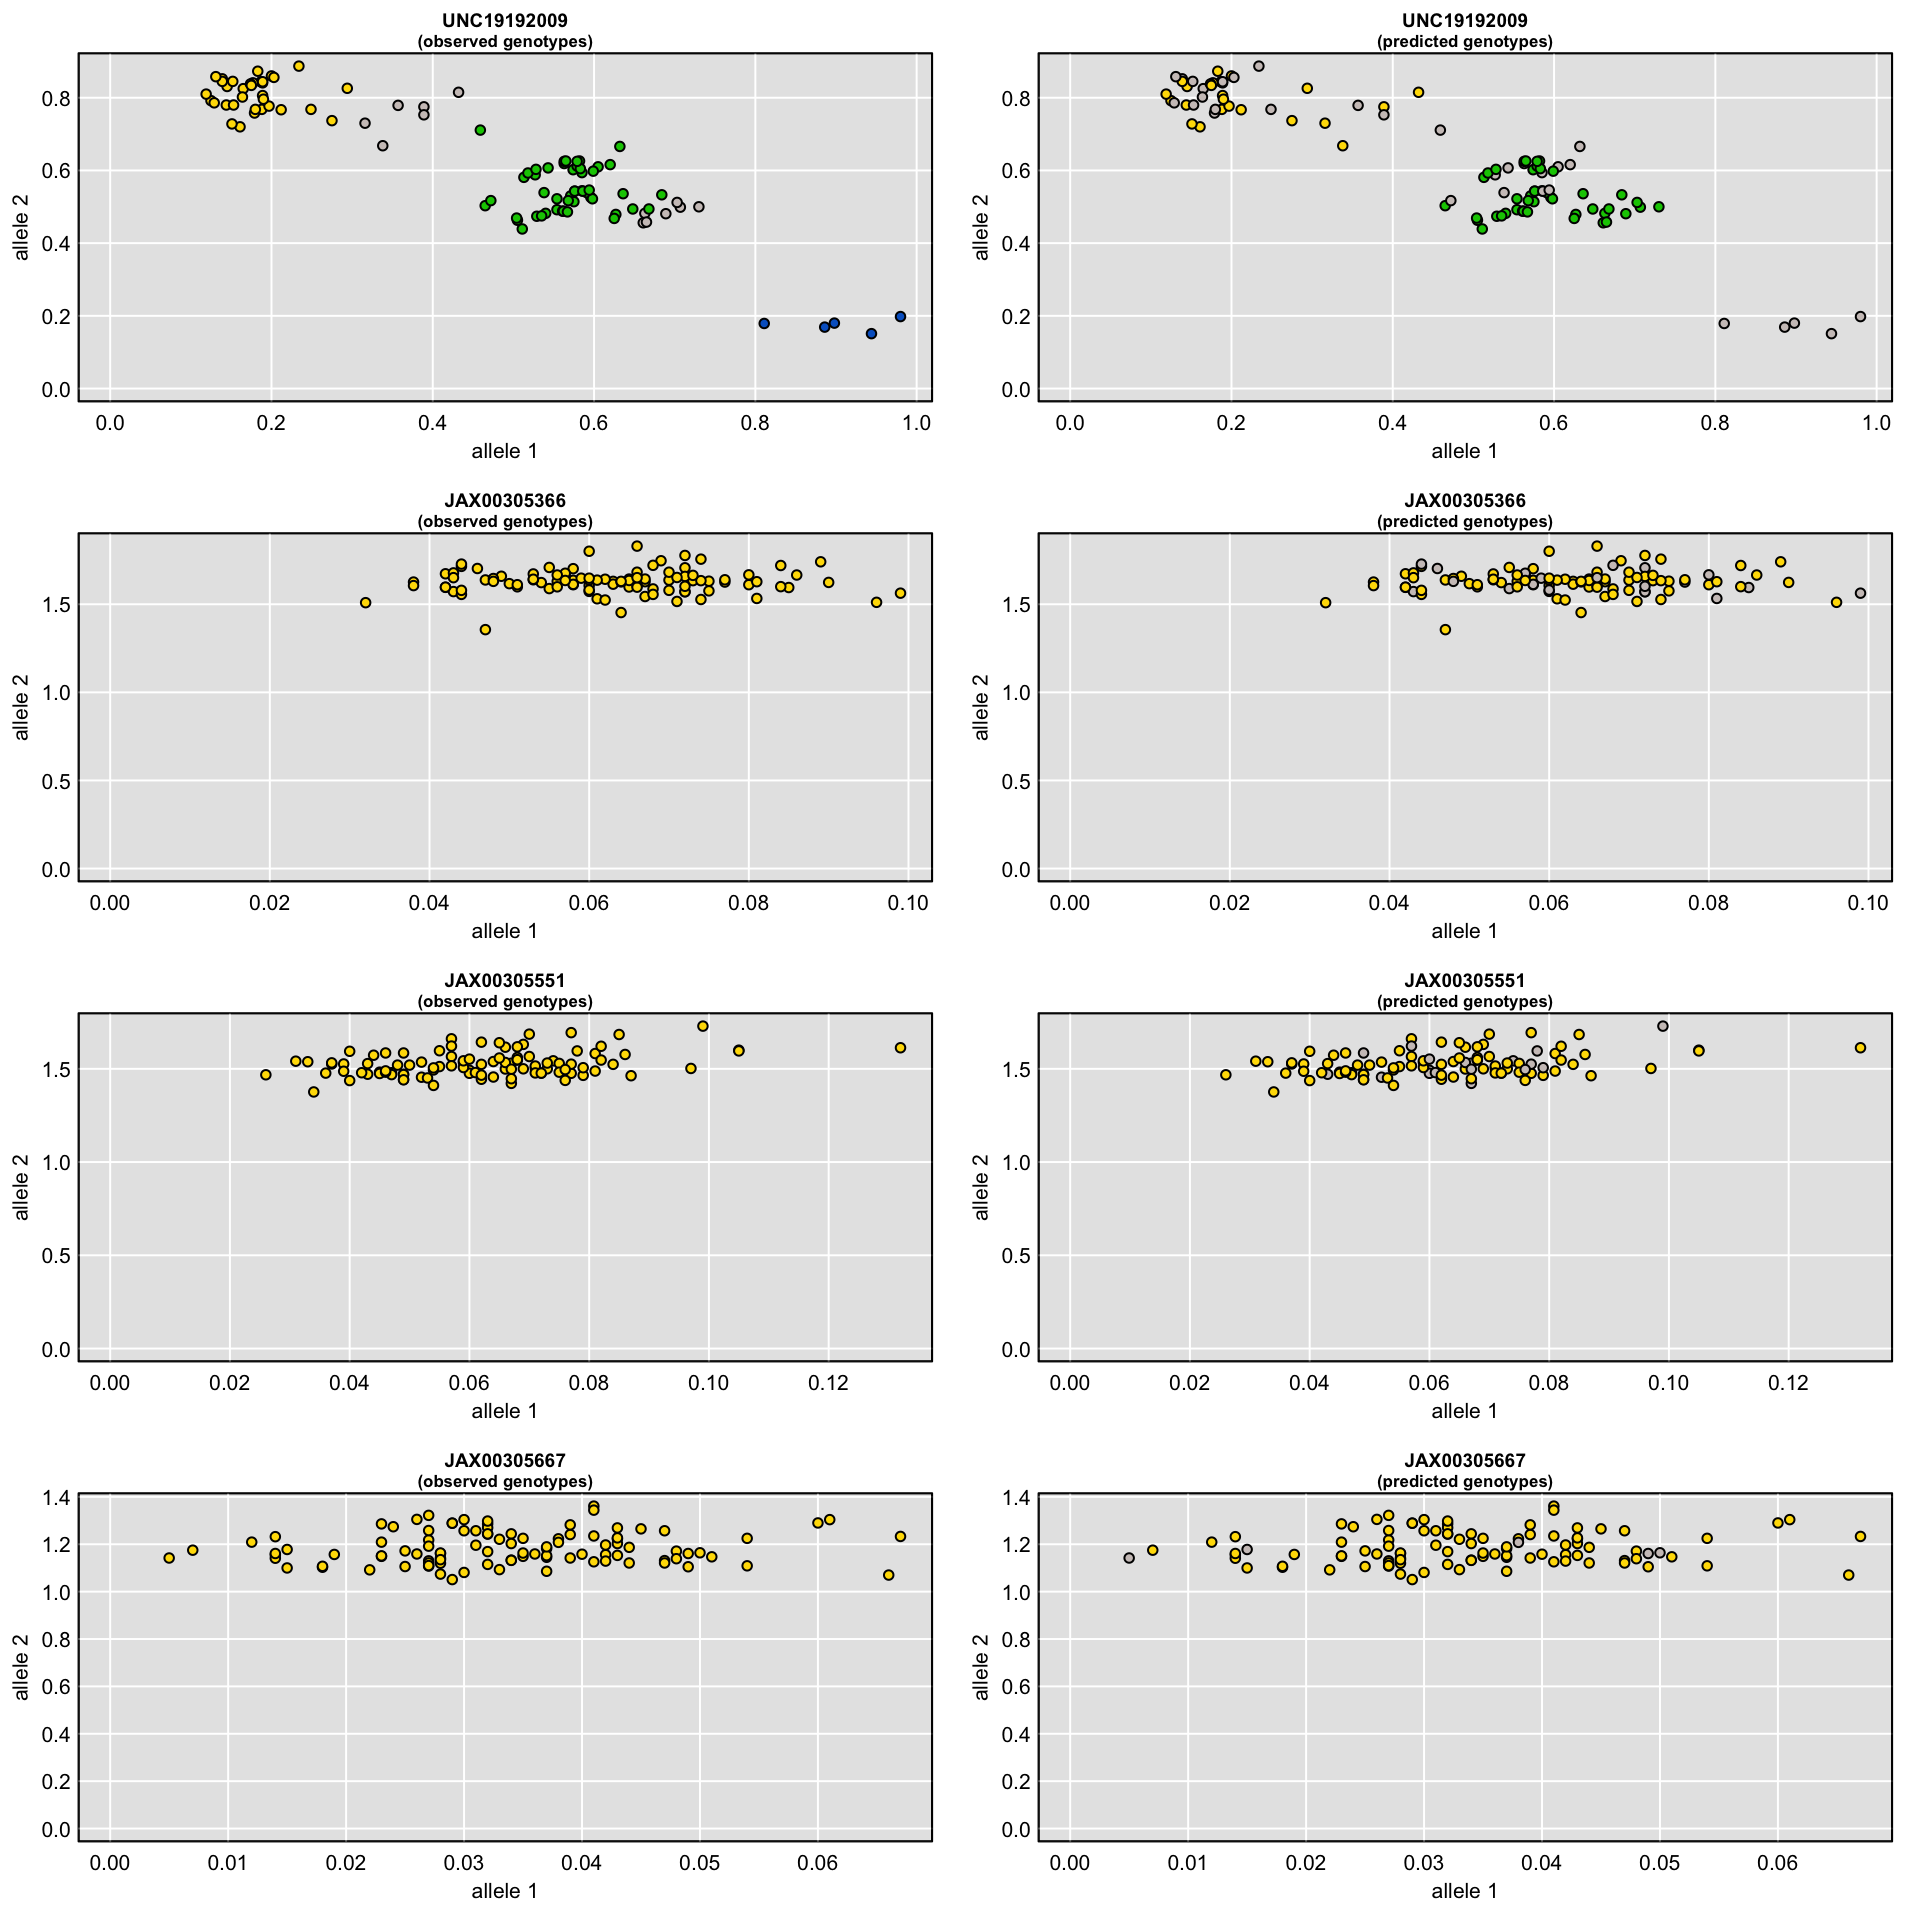 UNC19192009
(observed genotypes)
allele 2
0.8
0.6
0.4
0.2
0.0
0.0 0.2 0.4 0.6 0.8 1.0
allele 1
UNC19192009
(predicted genotypes)
allele 2
0.8
0.6
0.4
0.2
0.0
0.0 0.2 0.4 0.6 0.8 1.0
allele 1
JAX00305366
(observed genotypes)
allele 2
1.5
1.0
0.5
0.0
0.00 0.02 0.04 0.06 0.08 0.10
allele 1
JAX00305366
(predicted genotypes)
allele 2
1.5
1.0
0.5
0.0
0.00 0.02 0.04 0.06 0.08 0.10
allele 1
JAX00305551
(observed genotypes)
allele 2
1.5
1.0
0.5
0.0
0.00 0.02 0.04 0.06 0.08 0.10 0.12
allele 1
JAX00305551
(predicted genotypes)
allele 2
1.5
1.0
0.5
0.0
0.00 0.02 0.04 0.06 0.08 0.10 0.12
allele 1
JAX00305667
(observed genotypes)
allele 2
1.4
1.2
1.0
0.8
0.6
0.4
0.2
0.0
0.00 0.01 0.02 0.03 0.04 0.05 0.06
allele 1
JAX00305667
(predicted genotypes)
allele 2
1.4
1.2
1.0
0.8
0.6
0.4
0.2
0.0
0.00 0.01 0.02 0.03 0.04 0.05 0.06
allele 1